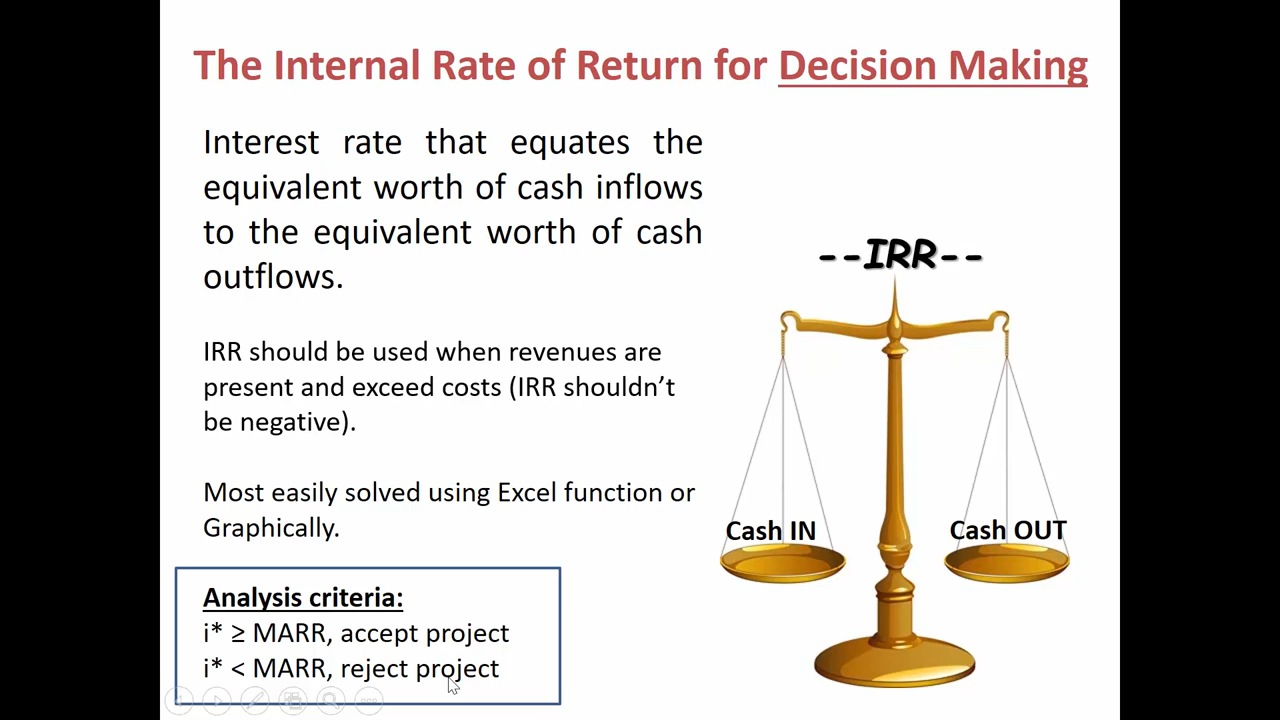 The Internal Rate of Return for Decision Making
Interest rate that equates the
equivalent worth of cash inflows
to the equivalent worth of cash
outflows.
IRR should be used when revenues are
present and exceed costs (IRR shouldn’t
be negative).
Most easily solved using Excel function or
Graphically.
Analysis criteria:
i* ≥ MARR, accept project
i* < MARR, reject project
--IRR--
Cash IN
Cash OUT